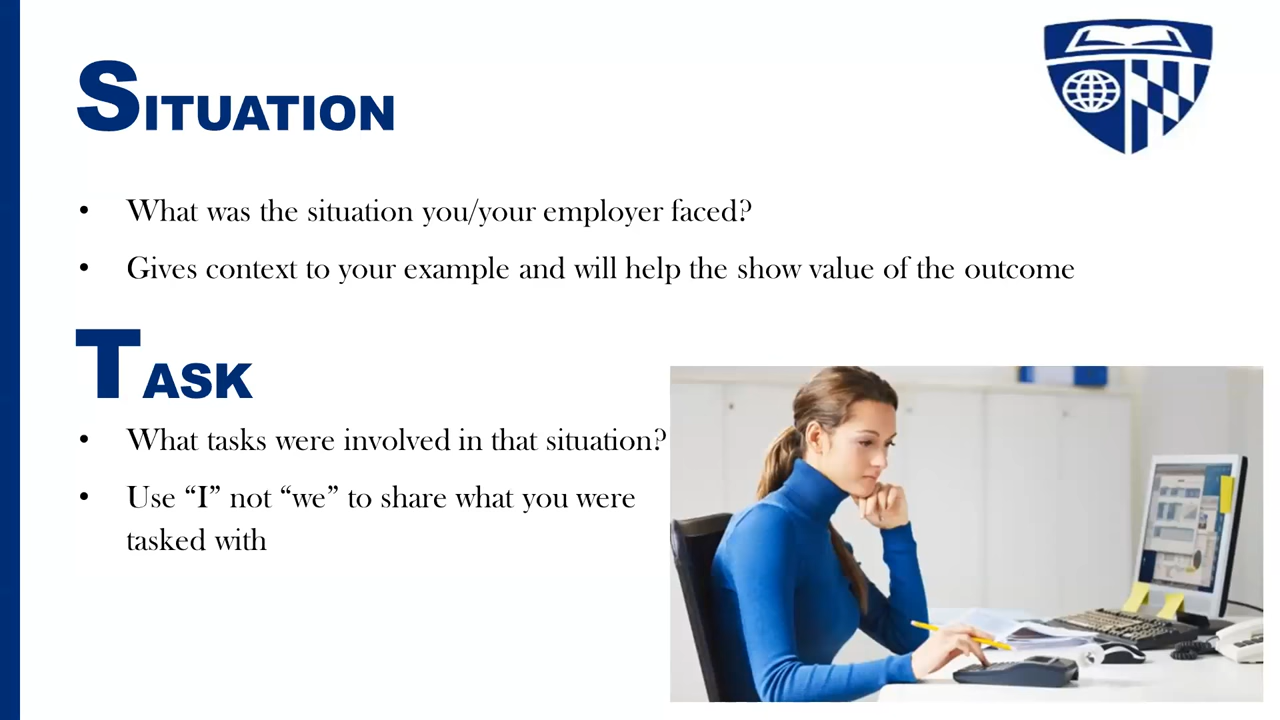 SITUATION
• What was the situation you/your employer faced?
• Gives context to your example and will help the show value of the outcome
TASK
• What tasks were involved in that situation?
• Use “I” not “we” to share what you were
tasked with